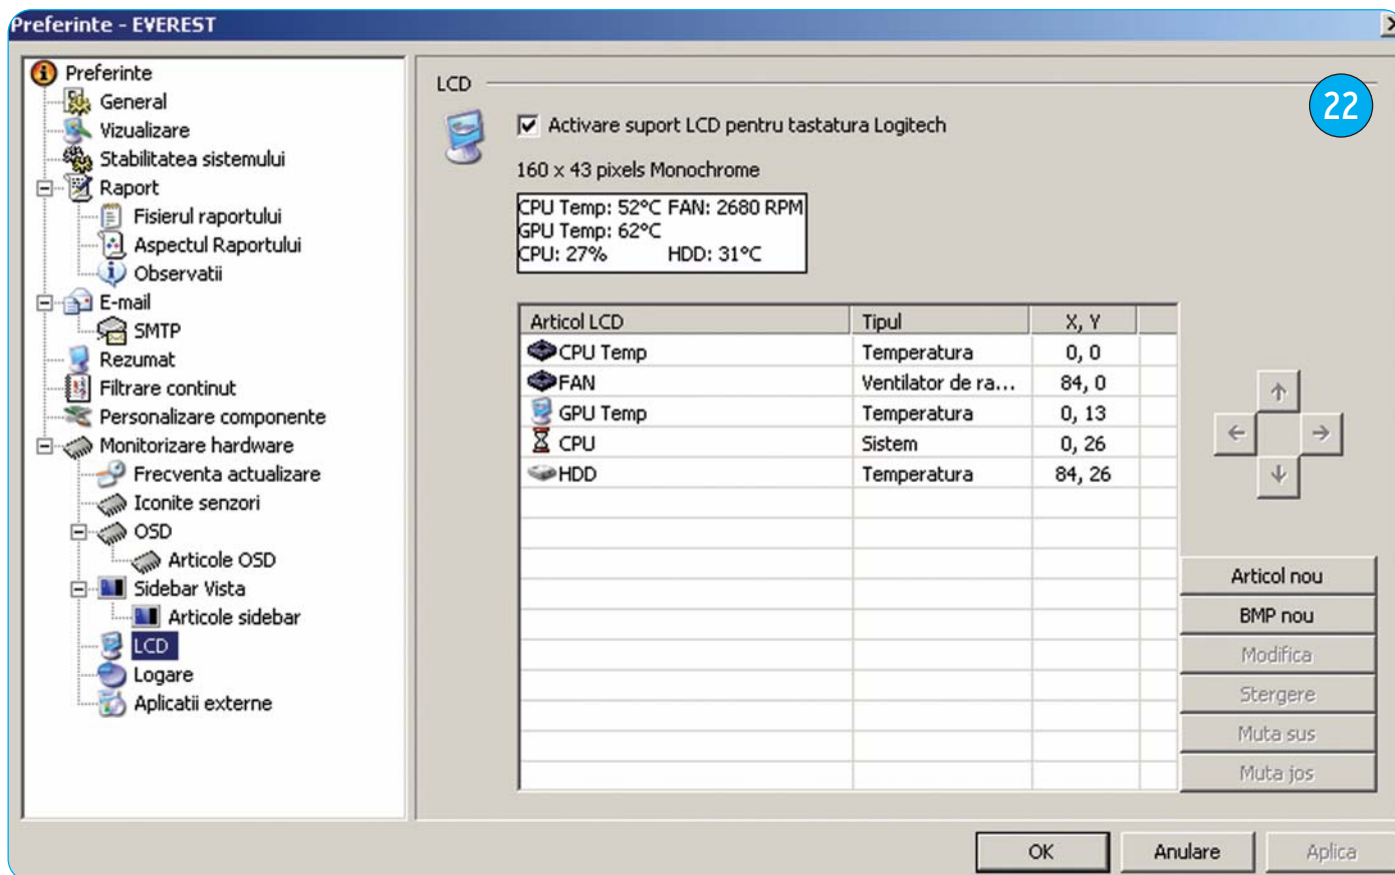 Preferinte - EVEREST
Preferinte
General
Vizualizare
Stabilitatea sistemului
Raport
Fisierul raportului
Aspectul Raportului
Observatii
E-mail
SMTP
Rezumat
Filtrare continut
Personalizare componente
Monitorizare hardware
Frecventa actualizare
Iconite senzori
OSD
Articole OSD
Sidebar Vista
Articole sidebar
LCD
Logare
Aplicatii externe
LCD
22
Activare suport LCD pentru tastatura Logitech
160 x 43 pixels Monochrome
CPU Temp: 52°C FAN: 2680 RPM
GPU Temp: 62°C
CPU: 27% HDD: 31°C
Articol LCD Tipul X, Y
CPU Temp Temperatura 0, 0
FAN Ventilator de ra... 84, 0
GPU Temp Temperatura 0, 13
CPU Sistem 0, 26
HDD Temperatura 84, 26
Articol nou
BMP nou
Modifica
Stergere
Muta sus
Muta jos
OK Anulare Aplica